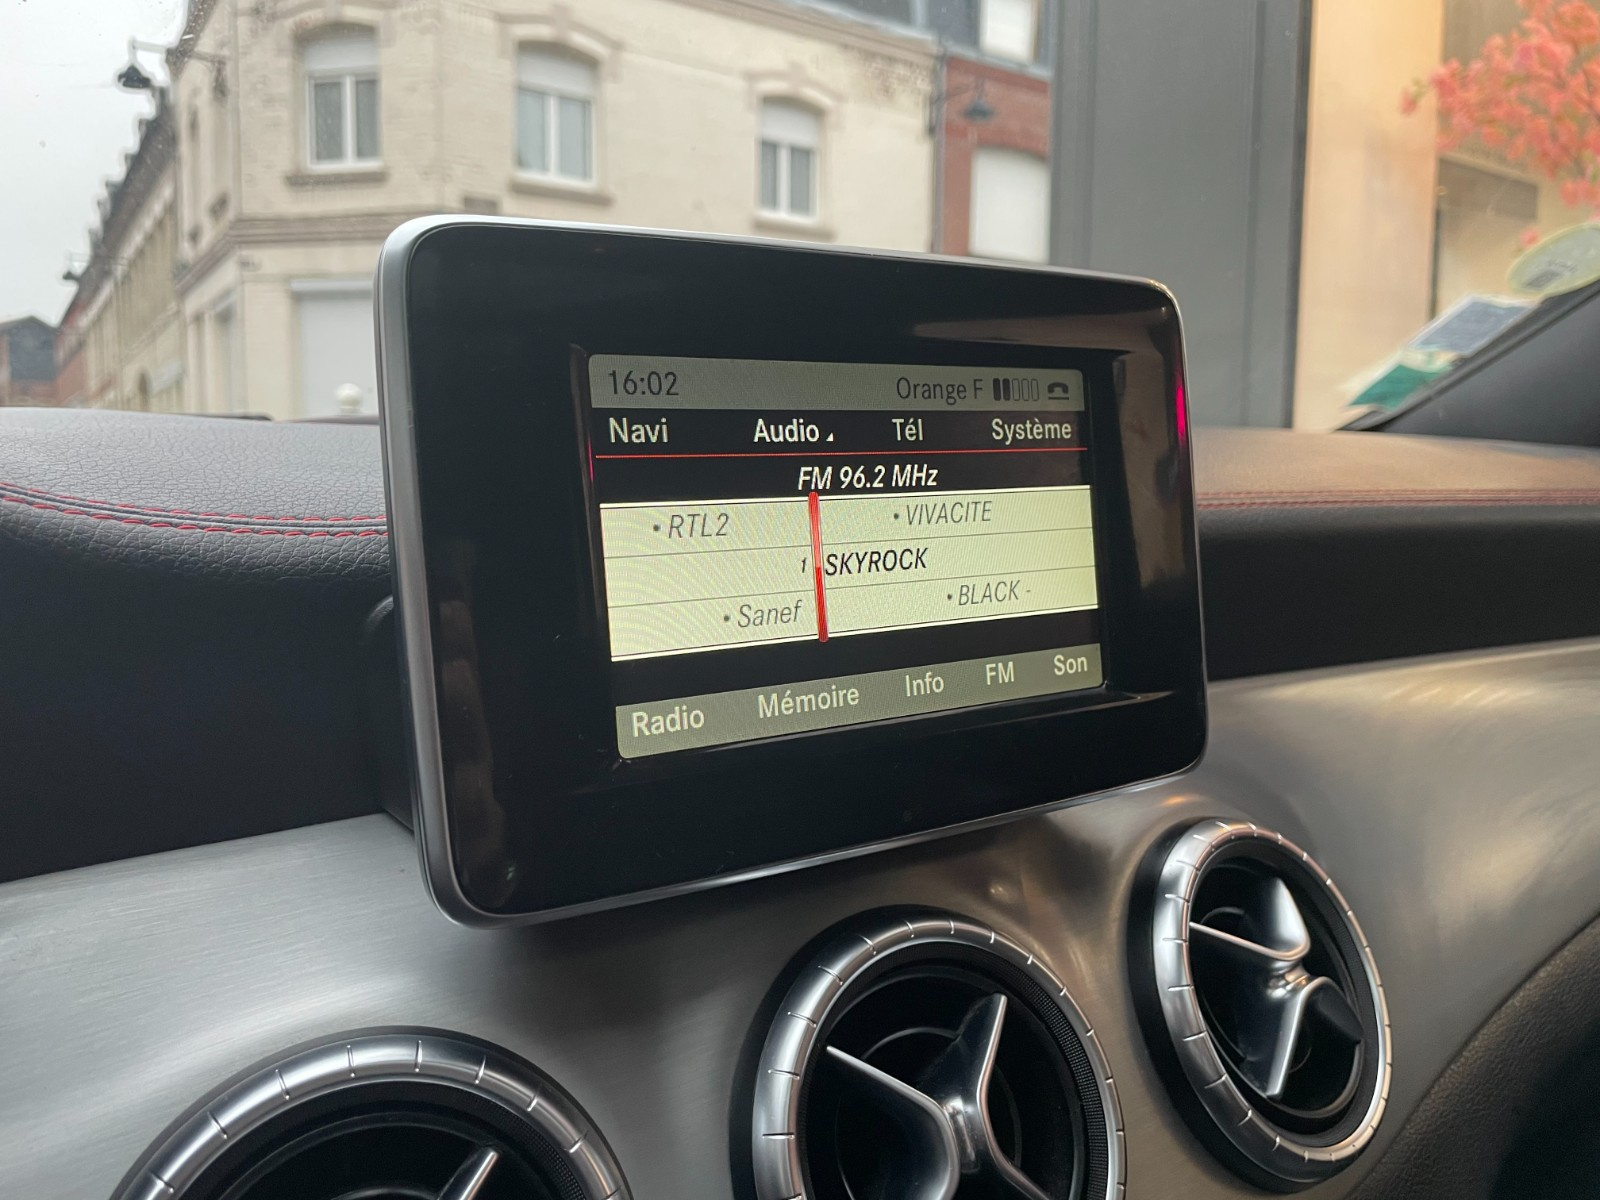 16:02 Orange F
Navi Audio Tél Système
FM 96.2 MHz
• RTL2 • VIVACITE
1 SKYROCK
• Sanef • BLACK -
Radio Mémoire Info FM Son